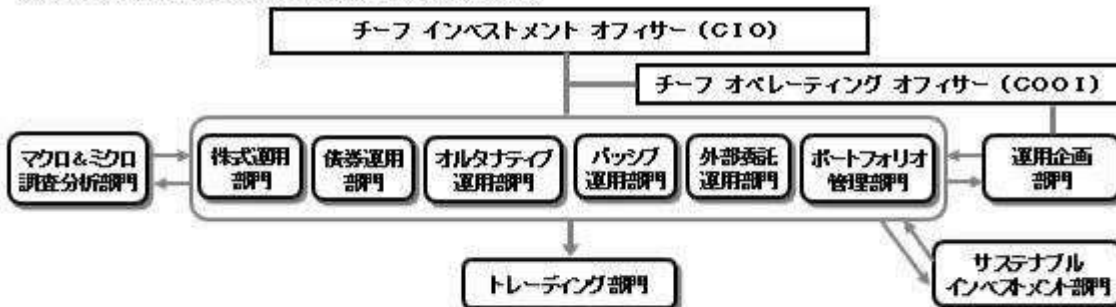 チーフ インベストメント オフィサー (CIO)
チーフ オペレーティング オフィサー (COOI)
マクロ&ミクロ
調査分析部門
株式運用
部門
債券運用
部門
オルタナティブ
運用部門
パッシブ
運用部門
外部委託
運用部門
ポートフォリオ
管理部門
運用企画
部門
トレーディング部門
サステナブル
インベストメント部門